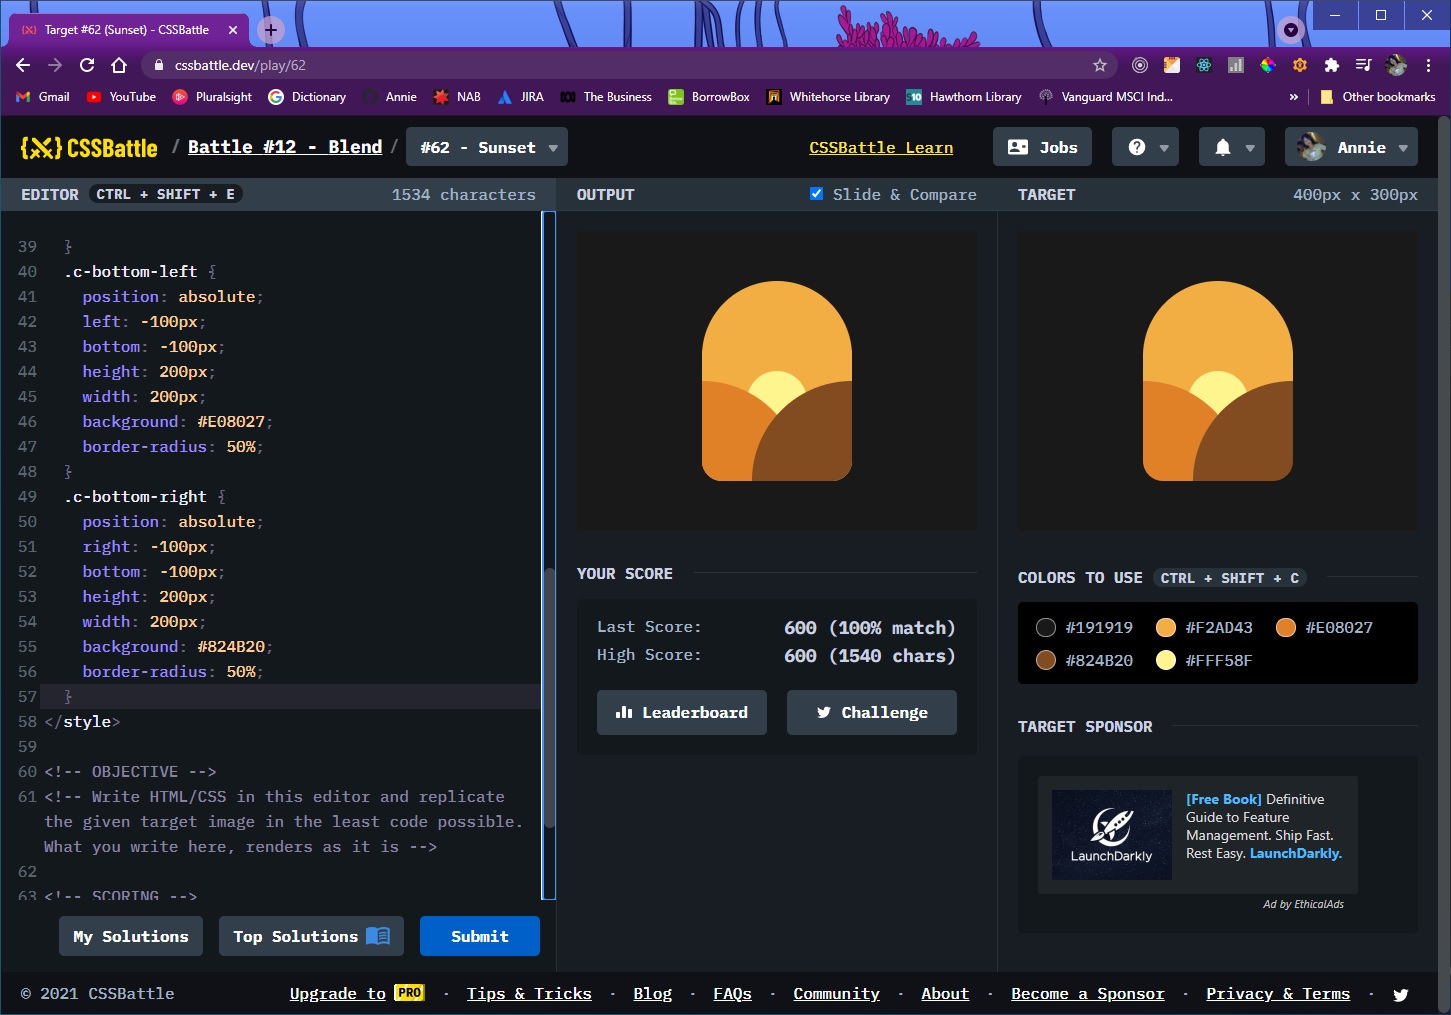 Target #62 (Sunset) - CSSBattle
cssbattle.dev/play/62
Gmail YouTube Pluralsight Dictionary Annie NAB JIRA The Business BorrowBox Whitehorse Library Hawthorn Library Vanguard MSCI Ind... » Other bookmarks
{X} CSSBattle / Battle #12 - Blend / #62 - Sunset CSSBattle Learn Jobs Annie
EDITOR CTRL + SHIFT + E 1534 characters OUTPUT Slide & Compare TARGET 400px x 300px
39 }
40 .c-bottom-left {
41 position: absolute;
42 left: -100px;
43 bottom: -100px;
44 height: 200px;
45 width: 200px;
46 background: #E08027;
47 border-radius: 50%;
48 }
49 .c-bottom-right {
50 position: absolute;
51 right: -100px;
52 bottom: -100px;
53 height: 200px;
54 width: 200px;
55 background: #824B20;
56 border-radius: 50%;
57 }
58 </style>
59
60 <!-- OBJECTIVE -->
61 <!-- Write HTML/CSS in this editor and replicate
the given target image in the least code possible.
What you write here, renders as it is -->
62
63 <!-- SCORING -->
My Solutions Top Solutions Submit
YOUR SCORE
Last Score: 600 (100% match)
High Score: 600 (1540 chars)
Leaderboard Challenge
COLORS TO USE CTRL + SHIFT + C
#191919 #F2AD43 #E08027
#824B20 #FFF58F
TARGET SPONSOR
LaunchDarkly
[Free Book] Definitive
Guide to Feature
Management. Ship Fast.
Rest Easy. LaunchDarkly.
Ad by EthicalAds
© 2021 CSSBattle Upgrade to PRO · Tips & Tricks · Blog · FAQs · Community · About · Become a Sponsor · Privacy & Terms ·